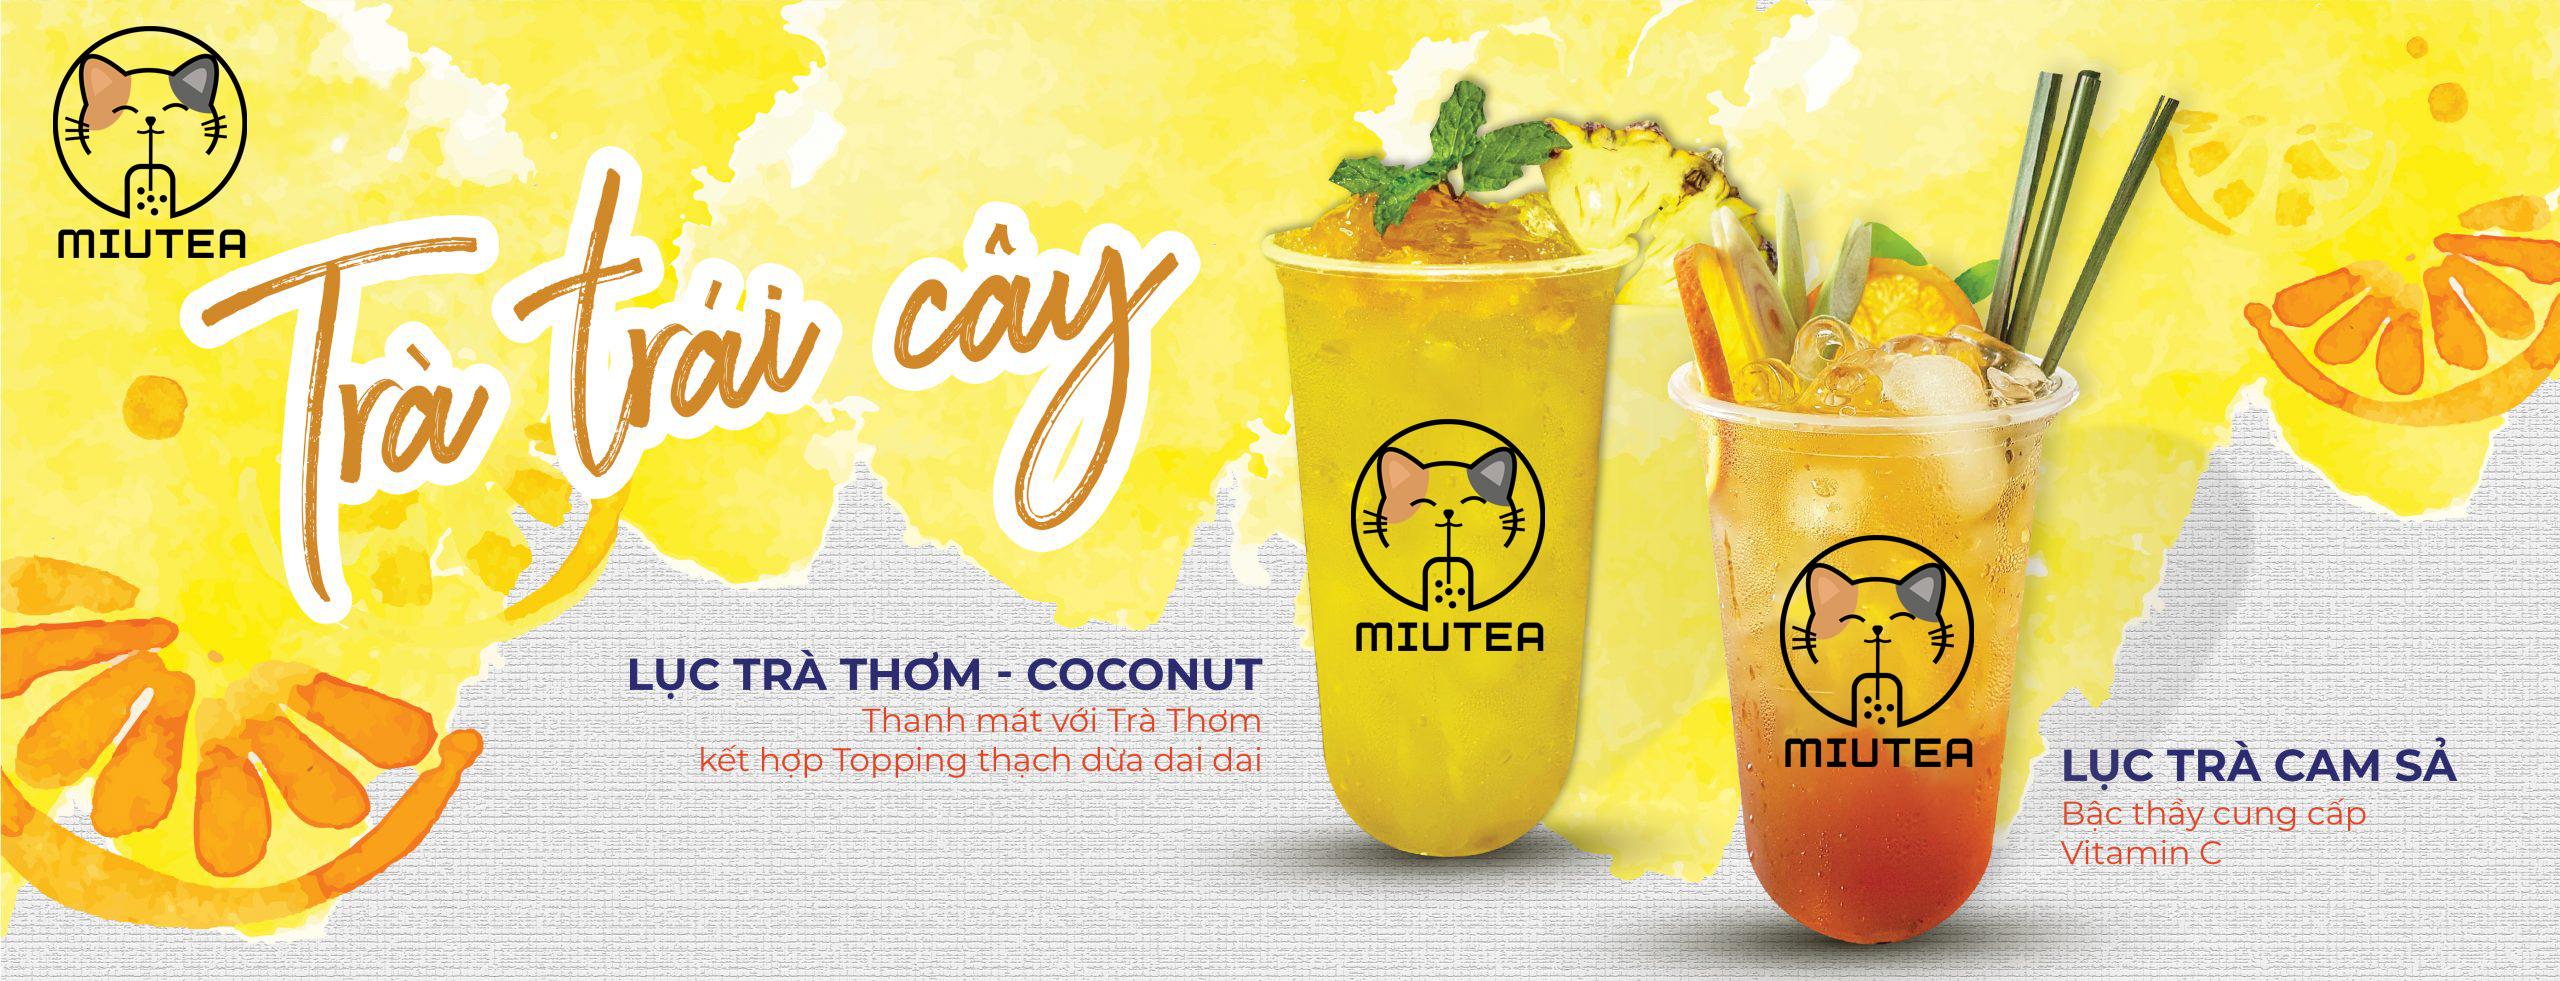 MIUTEA
Trà trái cây
MIUTEA
MIUTEA
LỤC TRÀ THƠM - COCONUT
Thanh mát với Trà Thơm
kết hợp Topping thạch dừa dai dai
LỤC TRÀ CAM SẢ
Bậc thầy cung cấp
Vitamin C